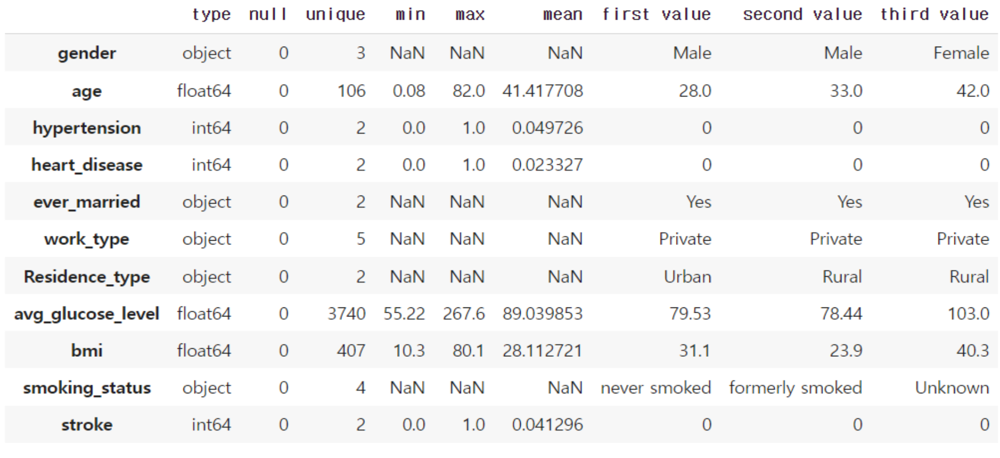 type null unique min max mean first value second value third value
gender object 0 3 NaN NaN NaN Male Male Female
age float64 0 106 0.08 82.0 41.417708 28.0 33.0 42.0
hypertension int64 0 2 0.0 1.0 0.049726 0 0 0
heart_disease int64 0 2 0.0 1.0 0.023327 0 0 0
ever_married object 0 2 NaN NaN NaN Yes Yes Yes
work_type object 0 5 NaN NaN NaN Private Private Private
Residence_type object 0 2 NaN NaN NaN Urban Rural Rural
avg_glucose_level float64 0 3740 55.22 267.6 89.039853 79.53 78.44 103.0
bmi float64 0 407 10.3 80.1 28.112721 31.1 23.9 40.3
smoking_status object 0 4 NaN NaN NaN never smoked formerly smoked Unknown
stroke int64 0 2 0.0 1.0 0.041296 0 0 0